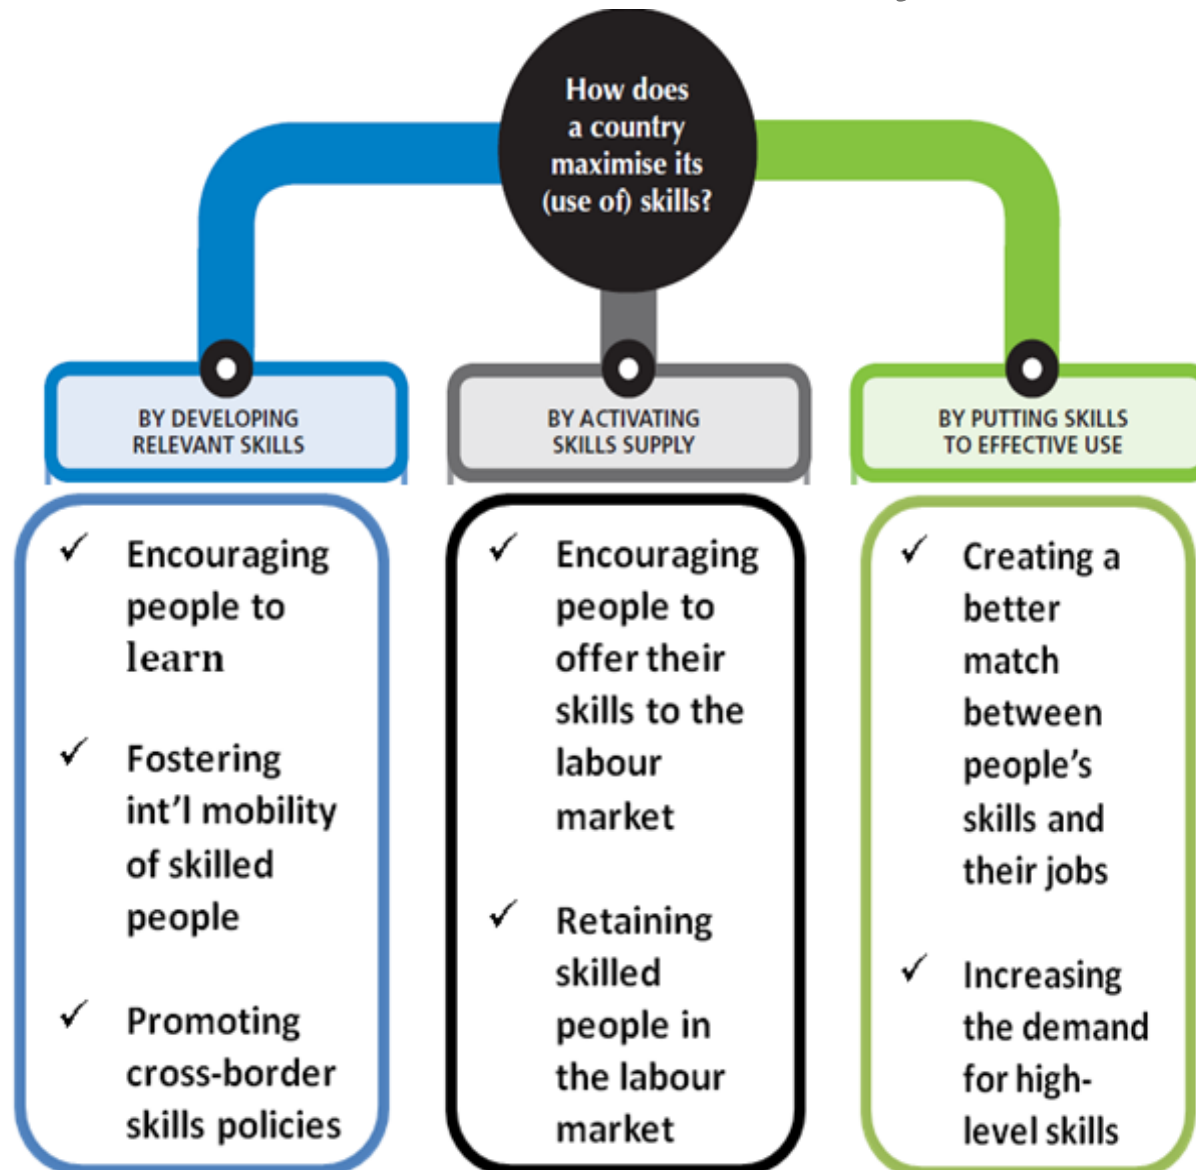 How does
a country
maximise its
(use of) skills?
BY DEVELOPING
RELEVANT SKILLS
BY ACTIVATING
SKILLS SUPPLY
BY PUTTING SKILLS
TO EFFECTIVE USE
✓ Encouraging
people to
learn
✓ Fostering
int'l mobility
of skilled
people
✓ Promoting
cross-border
skills policies
✓ Encouraging
people to
offer their
skills to the
labour
market
✓ Retaining
skilled
people in
the labour
market
✓ Creating a
better
match
between
people's
skills and
their jobs
✓ Increasing
the demand
for high-
level skills